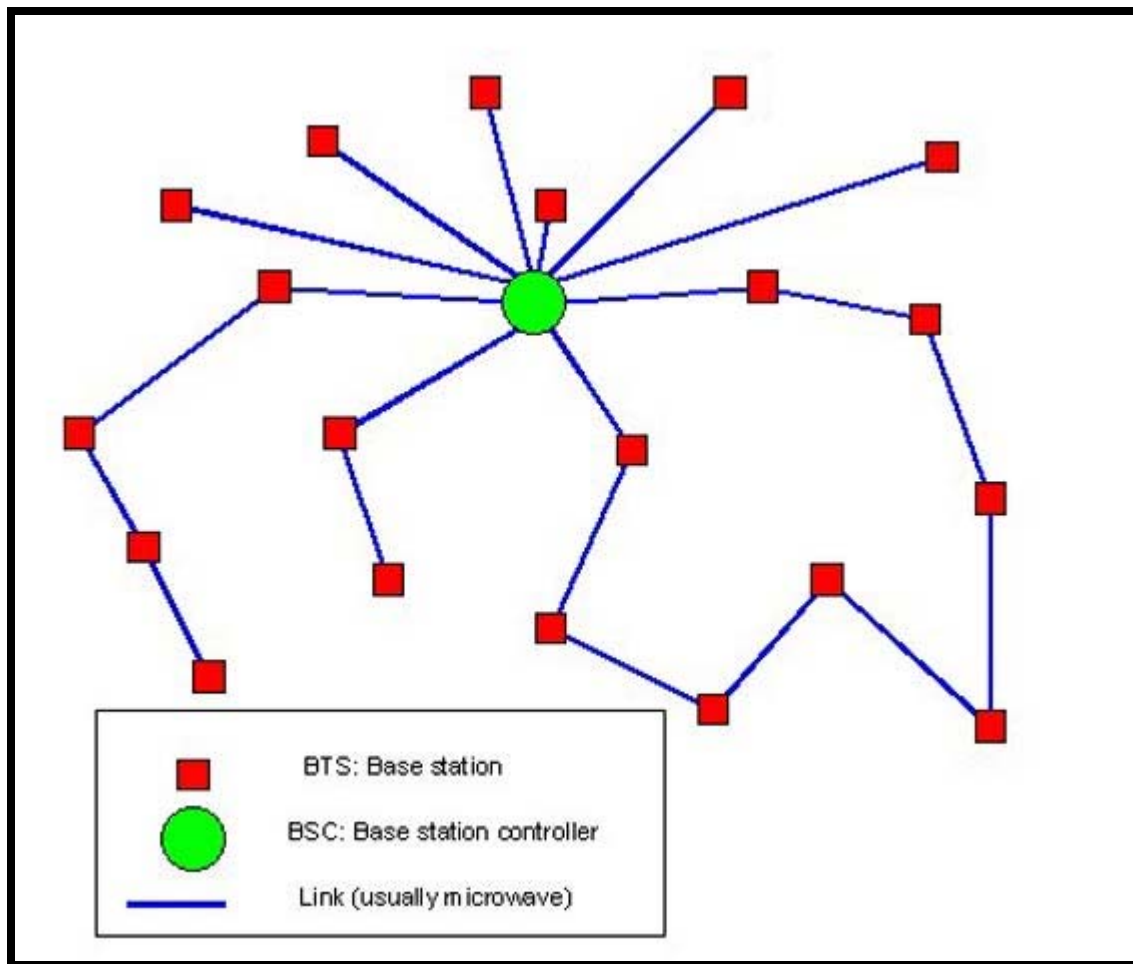 BTS: Base station
BSC: Base station controller
Link (usually microwave)